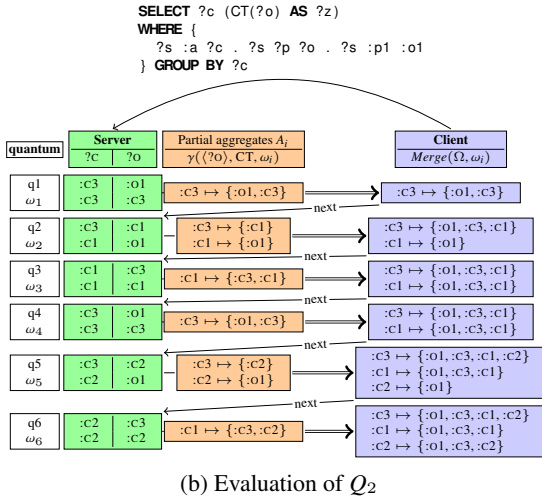 SELECT ?c (CT(?o) AS ?z)
WHERE {
?s :a ?c . ?s ?p ?o . ?s :p1 :o1
} GROUP BY ?c
quantum
Server
?c ?o
Partial aggregates Aᵢ
γ(⟨?o⟩, CT, ωᵢ)
Client
Merge(Ω, ωᵢ)
q1
ω₁
:c3 :o1
:c3 :c3
:c3 ↦ {:o1, :c3}
:c3 ↦ {:o1, :c3}
next
q2
ω₂
:c3 :c1
:c1 :o1
:c3 ↦ {:c1}
:c1 ↦ {:o1}
:c3 ↦ {:o1, :c3, :c1}
:c1 ↦ {:o1}
next
q3
ω₃
:c1 :c3
:c1 :c1
:c1 ↦ {:c3, :c1}
:c3 ↦ {:o1, :c3, :c1}
:c1 ↦ {:o1, :c3, :c1}
next
q4
ω₄
:c3 :o1
:c3 :c3
:c3 ↦ {:o1, :c3}
:c3 ↦ {:o1, :c3, :c1}
:c1 ↦ {:o1, :c3, :c1}
next
q5
ω₅
:c3 :c2
:c2 :o1
:c3 ↦ {:c2}
:c2 ↦ {:o1}
:c3 ↦ {:o1, :c3, :c1, :c2}
:c1 ↦ {:o1, :c3, :c1}
:c2 ↦ {:o1}
next
q6
ω₆
:c2 :c3
:c2 :c2
:c1 ↦ {:c3, :c2}
:c3 ↦ {:o1, :c3, :c1, :c2}
:c1 ↦ {:o1, :c3, :c1}
:c2 ↦ {:o1, :c3, :c2}
(b) Evaluation of Q₂